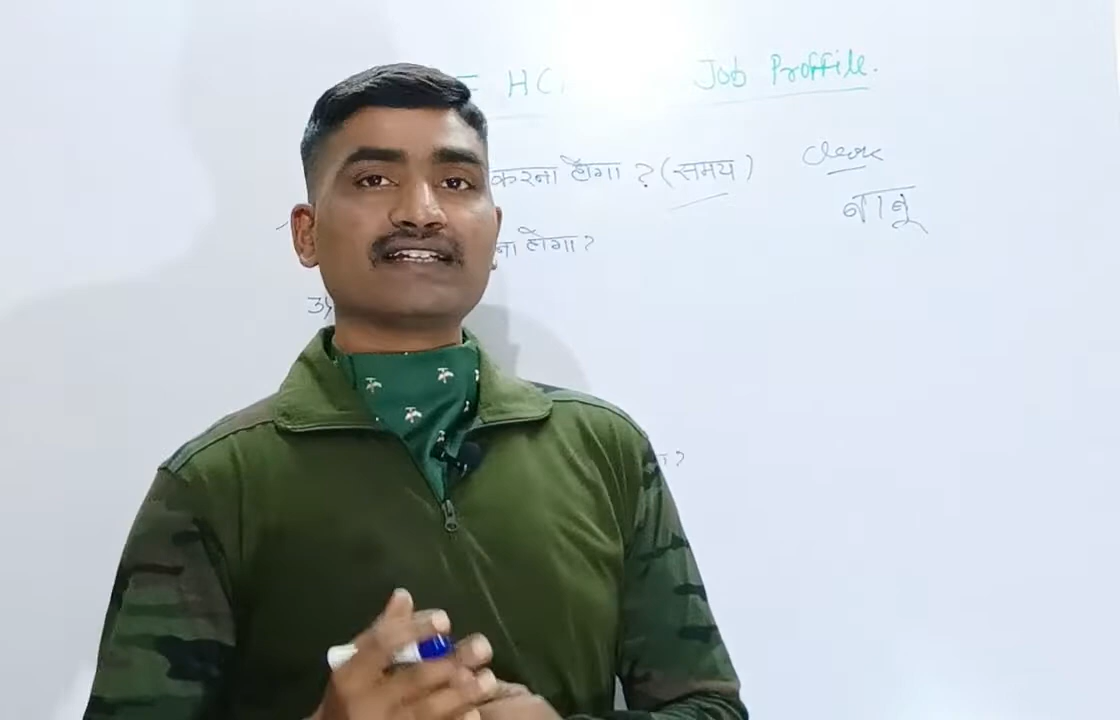 HC Job Proffile.
करना होगा ? (समय) Clerk
बाबू
ना होगा ?
?